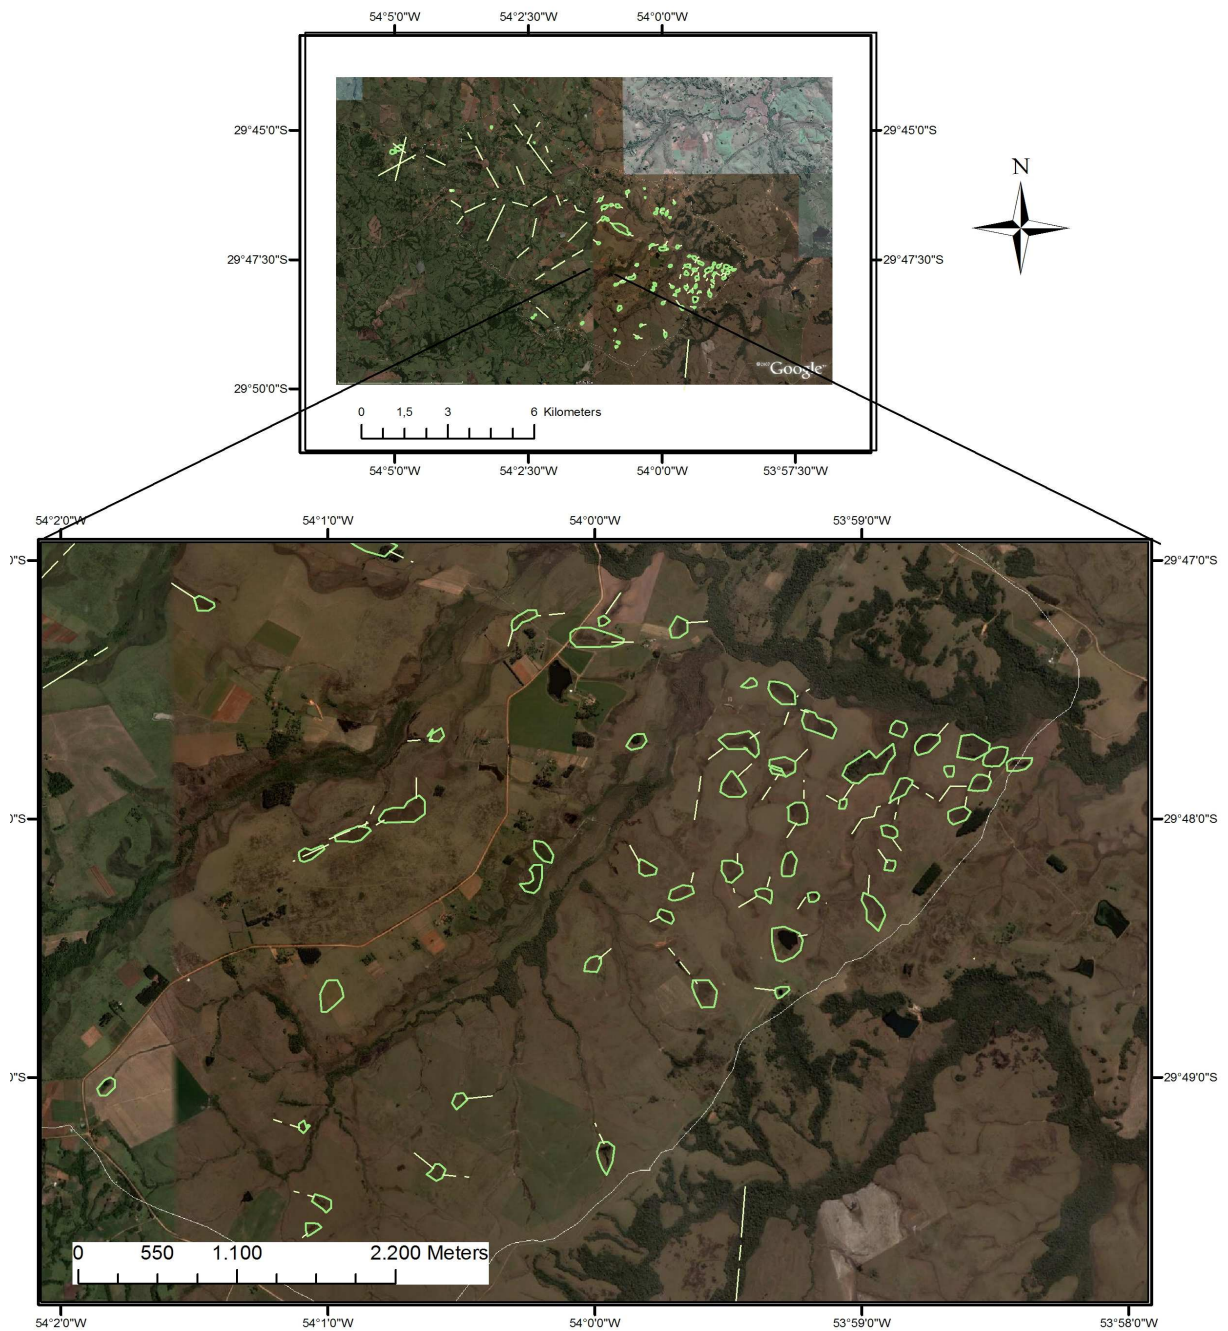 54°5'0"W 54°2'30"W 54°0'0"W
29°45'0"S 29°45'0"S
N
29°47'30"S 29°47'30"S
Google
29°50'0"S
0 1,5 3 6 Kilometers
54°5'0"W 54°2'30"W 54°0'0"W 53°57'30"W
54°2'0"W 54°1'0"W 54°0'0"W 53°59'0"W
0"S 29°47'0"S
0"S 29°48'0"S
0"S 29°49'0"S
0 550 1.100 2.200 Meters
54°2'0"W 54°1'0"W 54°0'0"W 53°59'0"W 53°58'0"W